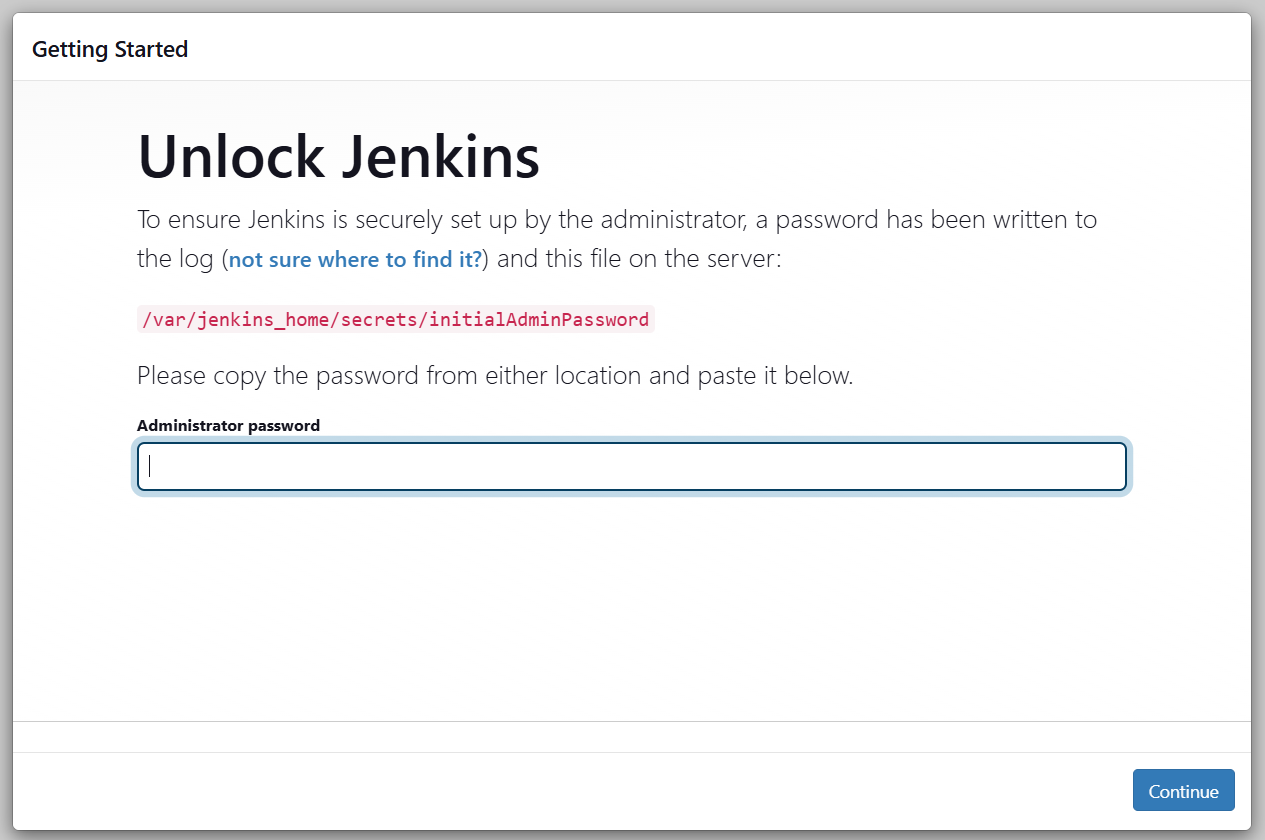 Getting Started
Unlock Jenkins
To ensure Jenkins is securely set up by the administrator, a password has been written to
the log (not sure where to find it?) and this file on the server:
/var/jenkins_home/secrets/initialAdminPassword
Please copy the password from either location and paste it below.
Administrator password
Continue